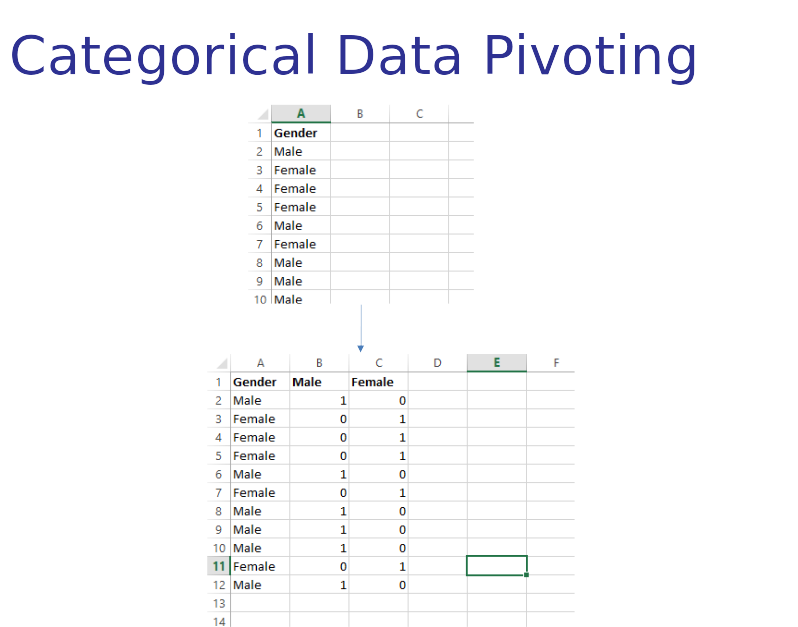 Categorical Data Pivoting
A B C
1 Gender
2 Male
3 Female
4 Female
5 Female
6 Male
7 Female
8 Male
9 Male
10 Male
A B C D E F
1 Gender Male Female
2 Male 1 0
3 Female 0 1
4 Female 0 1
5 Female 0 1
6 Male 1 0
7 Female 0 1
8 Male 1 0
9 Male 1 0
10 Male 1 0
11 Female 0 1
12 Male 1 0
13
14